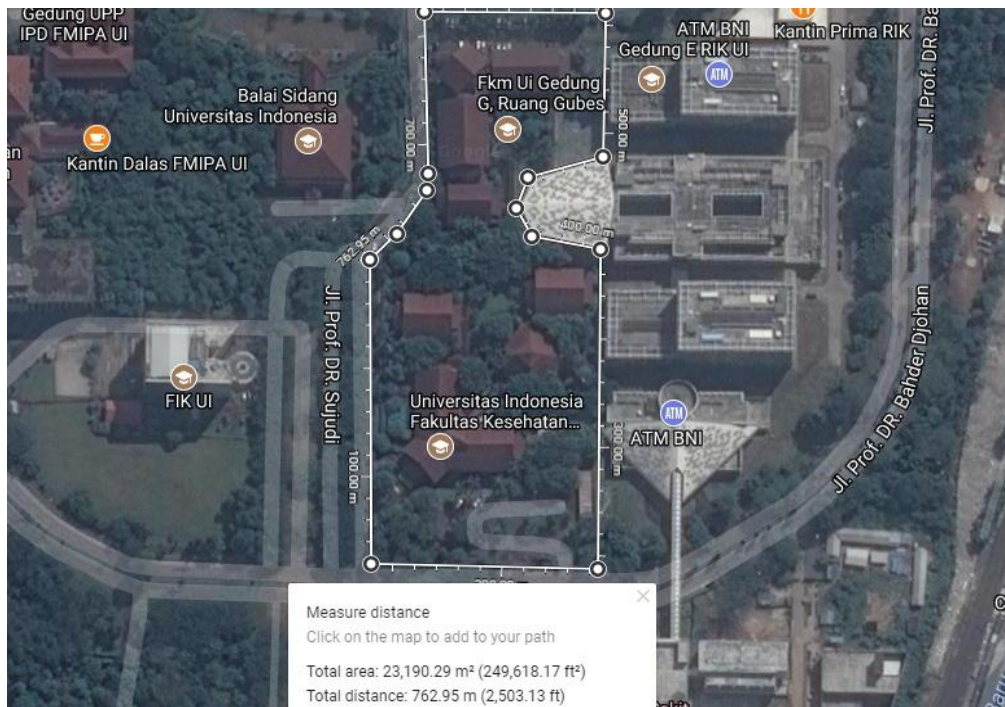 Gedung UPP
IPD FMIPA UI
ATM BNI
Gedung E RIK UI
ATM
Kantin Prima RIK
Jl. Prof. DR. Ba
Balai Sidang
Universitas Indonesia
Fkm Ui Gedung
G, Ruang Gubes
700.00 m
500.00 m
an
Kantin Dalas FMIPA UI
400.00 m
762.95 m
Jl. Prof. DR. Sujudi
Jl. Prof. DR. Bahder Djohan
FIK UI
Universitas Indonesia
Fakultas Kesehatan...
ATM
ATM BNI
300.00 m
100.00 m
Measure distance
Click on the map to add to your path
Total area: 23,190.29 m² (249,618.17 ft²)
Total distance: 762.95 m (2,503.13 ft)